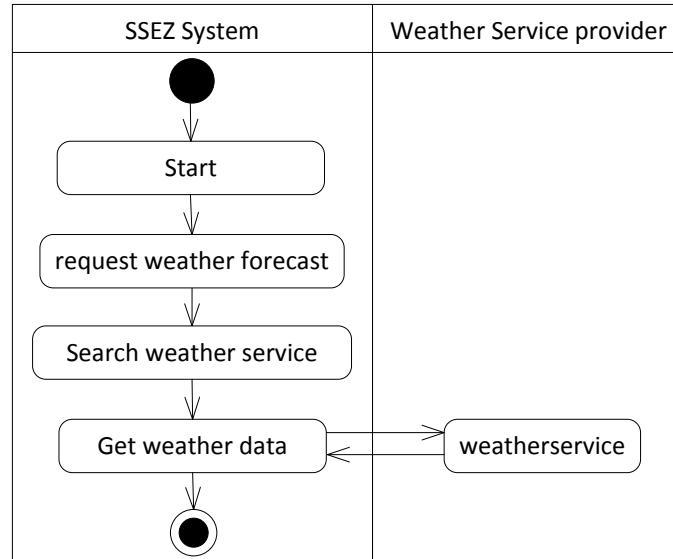 SSEZ System
Weather Service provider
Start
request weather forecast
Search weather service
Get weather data
weatherservice